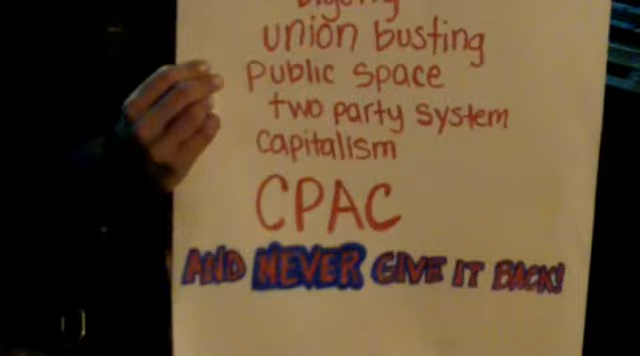 union busting
public space
two party system
capitalism
CPAC
AND NEVER GIVE IT BACK!